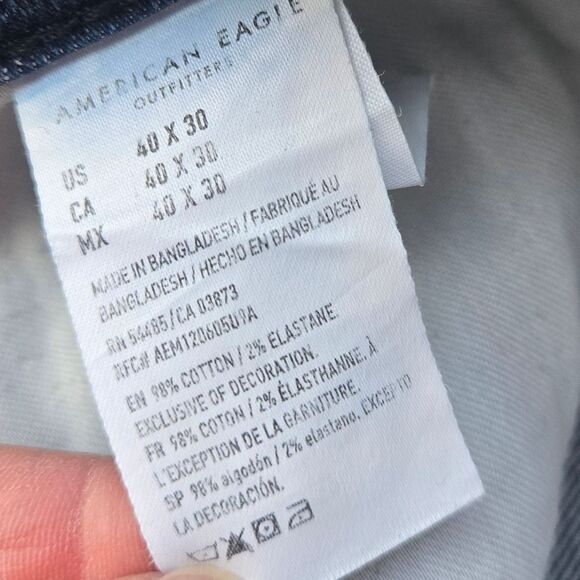 AMERICAN EAGLE
OUTFITTERS
US 40 X 30
CA 40 X 30
MX 40 X 30
MADE IN BANGLADESH / FABRIQUÉ AU
BANGLADESH / HECHO EN BANGLADESH
RN 54485 / CA 03873
RFC# AEM120605U9A
EN 98% COTTON / 2% ELASTANE.
EXCLUSIVE OF DECORATION.
FR 98% COTON / 2% ÉLASTHANNE. À
L'EXCEPTION DE LA GARNITURE.
SP 98% algodón / 2% elastano. EXCEPTO
LA DECORACIÓN.